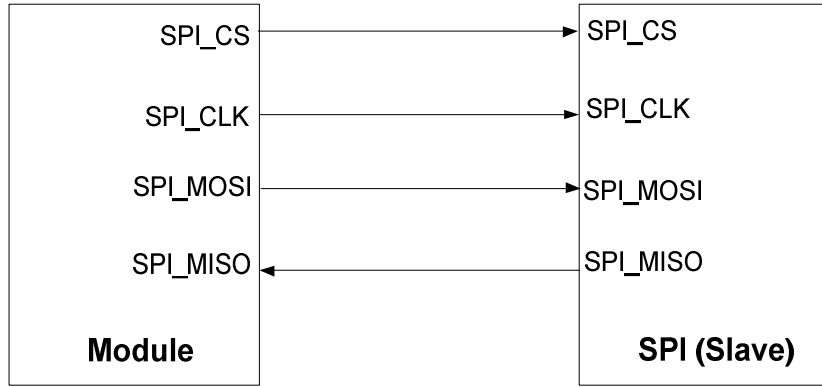 SPI_CS SPI_CS
SPI_CLK SPI_CLK
SPI_MOSI SPI_MOSI
SPI_MISO SPI_MISO
Module SPI (Slave)